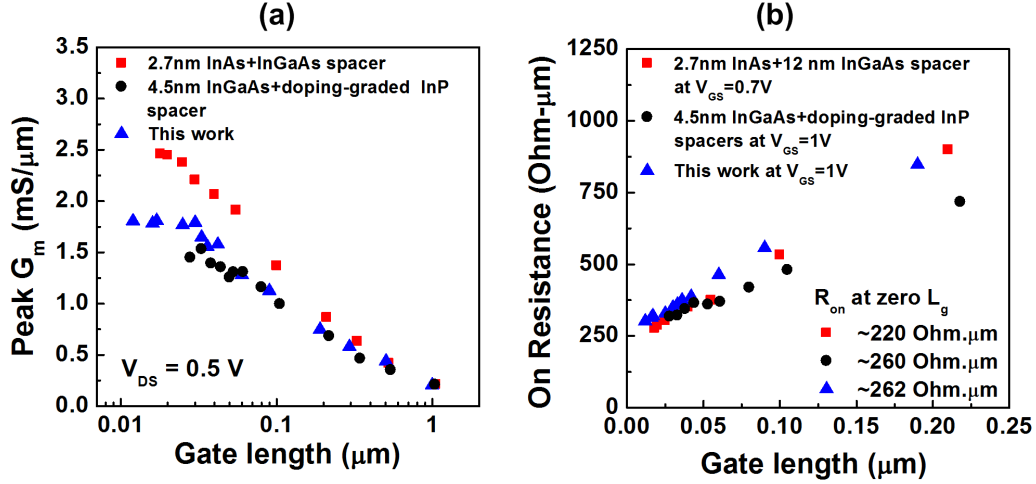 (a)
3.5
3.0
2.5
2.0
1.5
1.0
0.5
0.0
Peak Gm (mS/μm)
2.7nm InAs+InGaAs spacer
4.5nm InGaAs+doping-graded InP
spacer
This work
VDS = 0.5 V
0.01
0.1
1
Gate length (μm)
(b)
1250
1000
750
500
250
0
On Resistance (Ohm-μm)
2.7nm InAs+12 nm InGaAs spacer
at VGS=0.7V
4.5nm InGaAs+doping-graded InP
spacers at VGS=1V
This work at VGS=1V
Ron at zero Lg
~220 Ohm.μm
~260 Ohm.μm
~262 Ohm.μm
0.00
0.05
0.10
0.15
0.20
0.25
Gate length (μm)